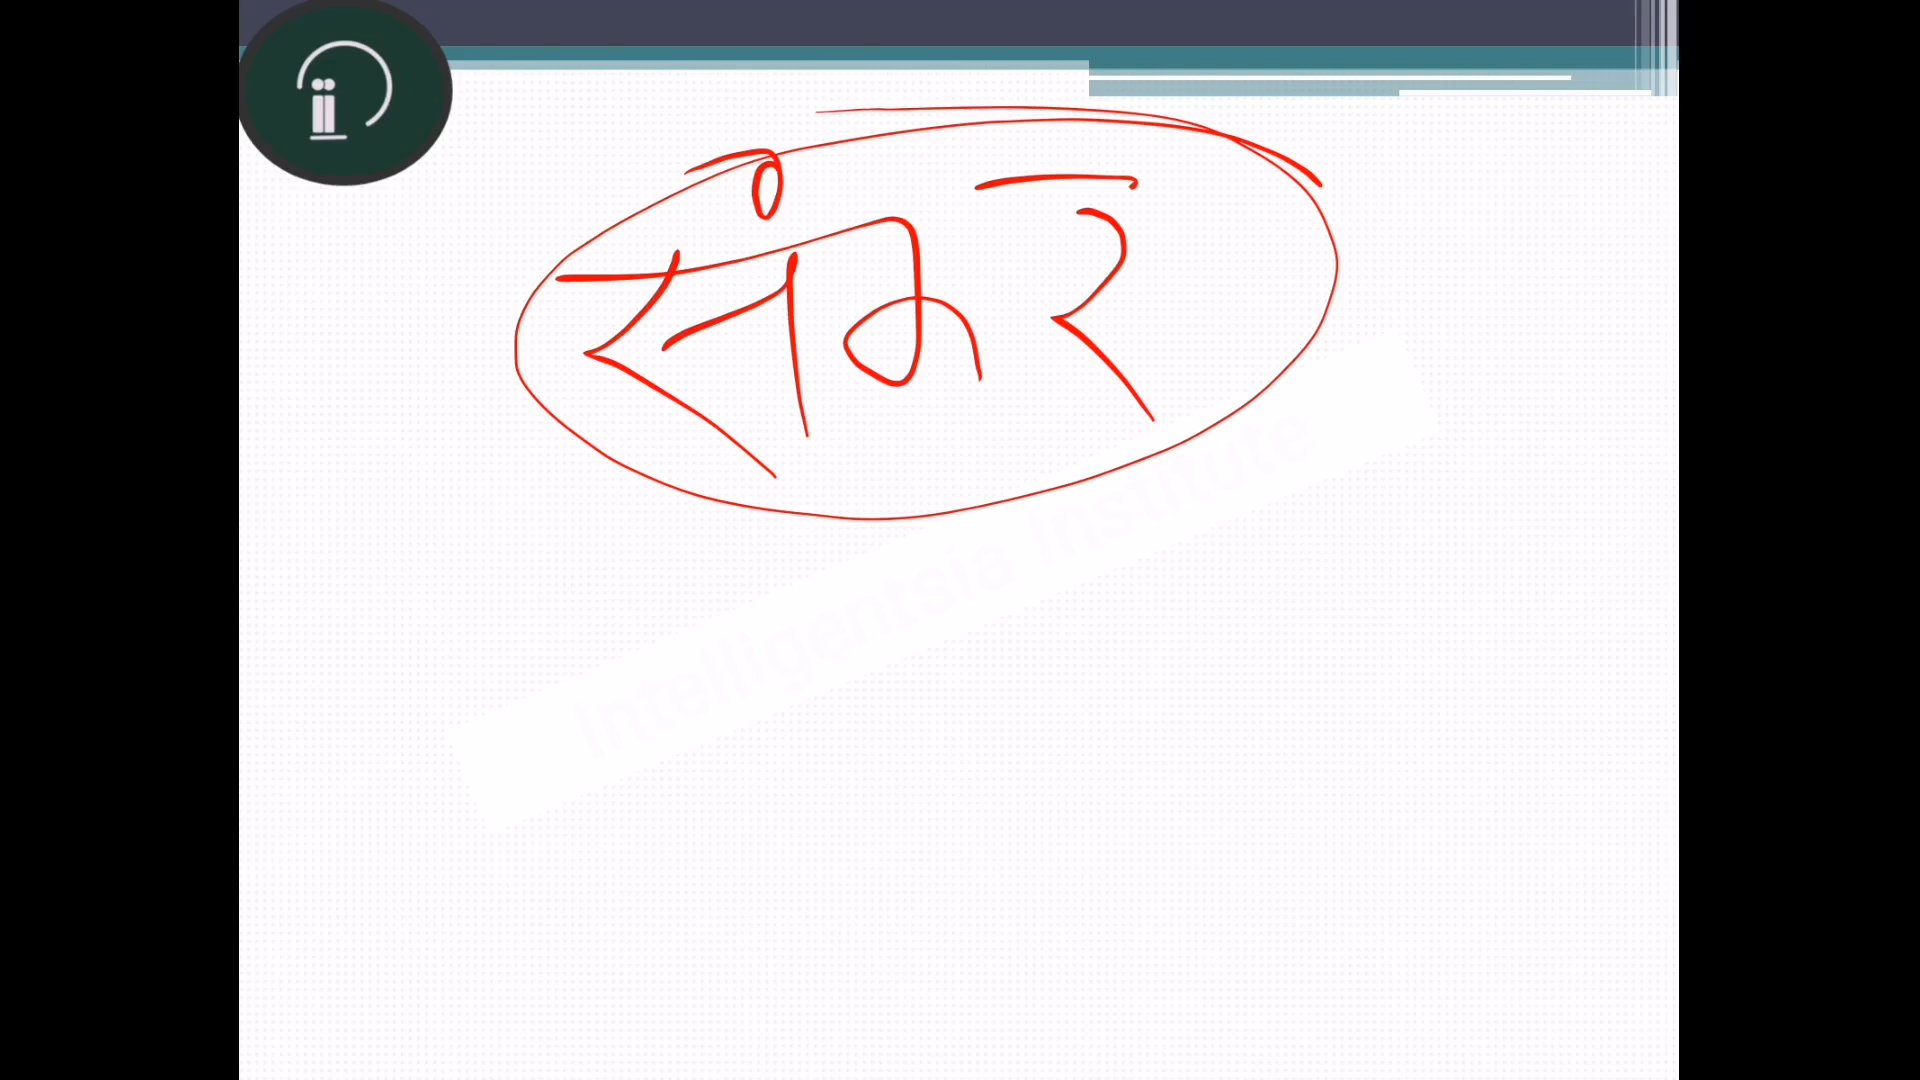 संकर
Intelligentsia Institute